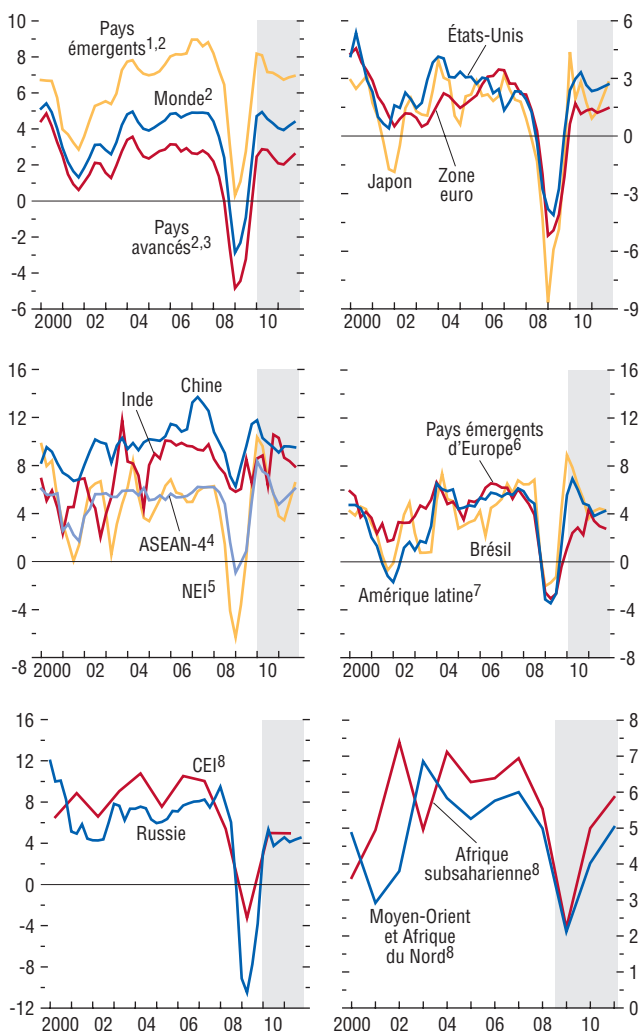 10
8
6
4
2
0
-2
-4
-6
Pays
émergents1,2
Monde2
Pays
avancés2,3
2000 02 04 06 08 10
6
3
0
-3
-6
-9
États-Unis
Japon
Zone
euro
2000 02 04 06 08 10
16
12
8
4
0
-4
-8
Inde
Chine
ASEAN-44
NEI5
2000 02 04 06 08 10
16
12
8
4
0
-4
-8
Pays émergents
d'Europe6
Brésil
Amérique latine7
2000 02 04 06 08 10
16
12
8
4
0
-4
-8
-12
CEI8
Russie
2000 02 04 06 08 10
8
7
6
5
4
3
2
1
0
Afrique
subsaharienne8
Moyen-Orient
et Afrique
du Nord8
2000 02 04 06 08 10